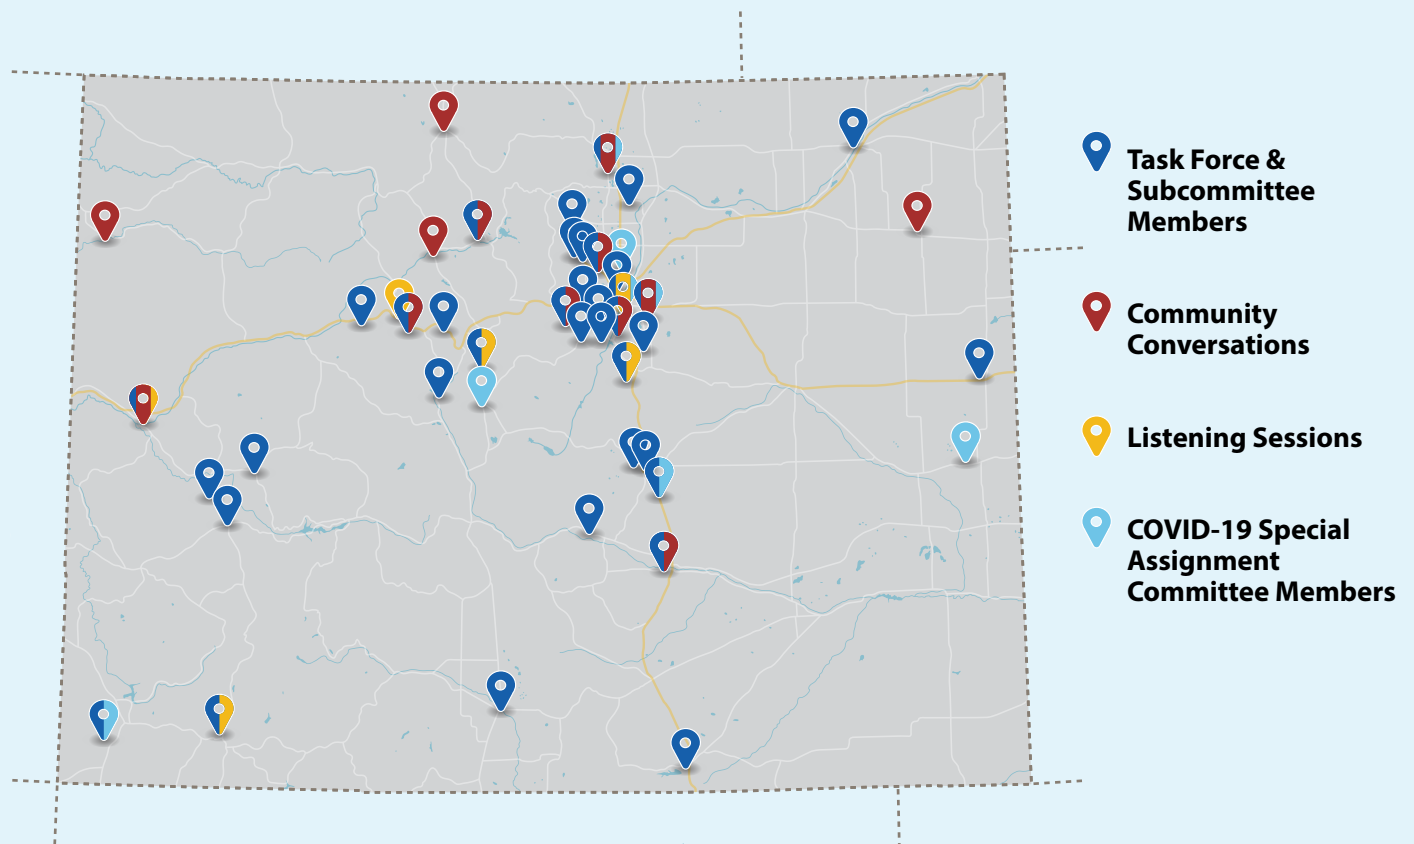 Task Force &
Subcommittee
Members
Community
Conversations
Listening Sessions
COVID-19 Special
Assignment
Committee Members